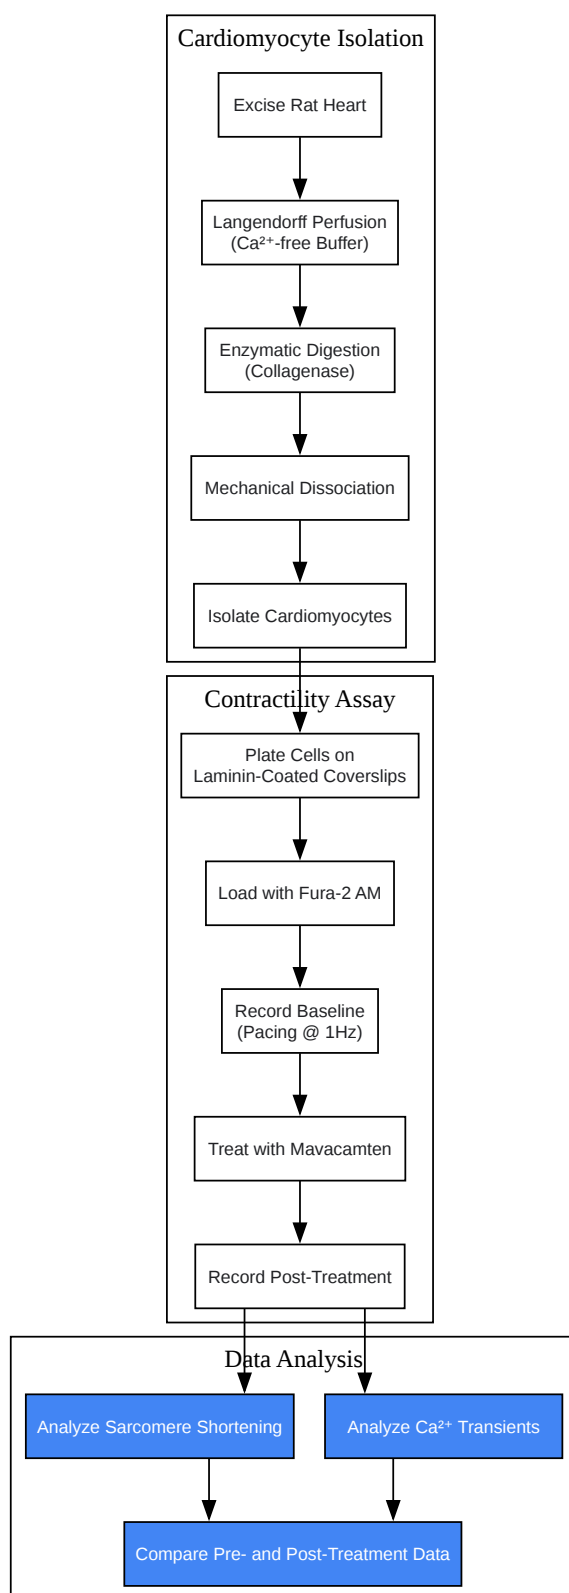 Cardiomyocyte Isolation
Excise Rat Heart
Langendorff Perfusion
(Ca²⁺-free Buffer)
Enzymatic Digestion
(Collagenase)
Mechanical Dissociation
Isolate Cardiomyocytes
Contractility Assay
Plate Cells on
Laminin-Coated Coverslips
Load with Fura-2 AM
Record Baseline
(Pacing @ 1Hz)
Treat with Mavacamten
Record Post-Treatment
Data Analysis
Analyze Sarcomere Shortening
Analyze Ca²⁺ Transients
Compare Pre- and Post-Treatment Data